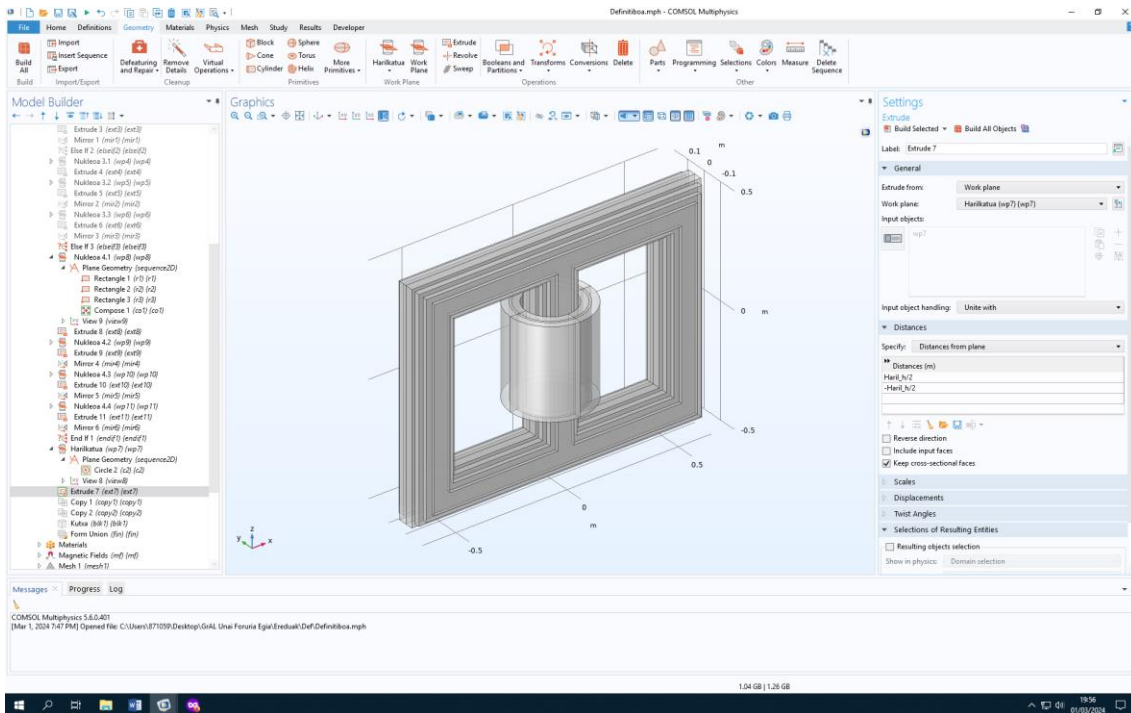 Definitiboa.mph - COMSOL Multiphysics
File Home Definitions Geometry Materials Physics Mesh Study Results Developer
Build All
Import
Insert Sequence
Export
Defeaturing and Repair
Remove Details
Virtual Operations
Block
Sphere
Cone
Torus
Cylinder
Helix
More Primitives
Harilkatua
Work Plane
Extrude
Revolve
Sweep
Booleans and Partitions
Transforms
Conversions
Delete
Parts
Programming
Selections
Colors
Measure
Delete Sequence
Build
Import/Export
Cleanup
Primitives
Work Plane
Operations
Other
Model Builder
Extrude 3 (ext3) {ext3}
Mirror 1 (mir1) {mir1}
Else If 2 (elseif2) {elseif2}
Nukleoa 3.1 (wp4) {wp4}
Extrude 4 (ext4) {ext4}
Nukleoa 3.2 (wp5) {wp5}
Extrude 5 (ext5) {ext5}
Mirror 2 (mir2) {mir2}
Nukleoa 3.3 (wp6) {wp6}
Extrude 6 (ext6) {ext6}
Mirror 3 (mir3) {mir3}
Else If 3 (elseif3) {elseif3}
Nukleoa 4.1 (wp8) {wp8}
Plane Geometry (sequence2D)
Rectangle 1 (r1) {r1}
Rectangle 2 (r2) {r2}
Rectangle 3 (r3) {r3}
Compose 1 (co1) {co1}
View 9 (view9)
Extrude 8 (ext8) {ext8}
Nukleoa 4.2 (wp9) {wp9}
Extrude 9 (ext9) {ext9}
Mirror 4 (mir4) {mir4}
Nukleoa 4.3 (wp10) {wp10}
Extrude 10 (ext10) {ext10}
Mirror 5 (mir5) {mir5}
Nukleoa 4.4 (wp11) {wp11}
Extrude 11 (ext11) {ext11}
Mirror 6 (mir6) {mir6}
End If 1 (endif1) {endif1}
Harilkatua (wp7) {wp7}
Plane Geometry (sequence2D)
Circle 2 (c2) {c2}
View 8 (view8)
Extrude 7 (ext7) {ext7}
Copy 1 (copy1) {copy1}
Copy 2 (copy2) {copy2}
Kutxa (blk1) {blk1}
Form Union (fin) {fin}
Materials
Magnetic Fields (mf) {mf}
Mesh 1 {mesh1}
Graphics
m
0.1
0
-0.1
0.5
0 m
-0.5
0.5
0
m
-0.5
z
y x
Settings
Extrude
Build Selected
Build All Objects
Label: Extrude 7
General
Extrude from: Work plane
Work plane: Harilkatua (wp7) {wp7}
Input objects:
wp7
Input object handling: Unite with
Distances
Specify: Distances from plane
Distances (m)
Haril_h/2
-Haril_h/2
Reverse direction
Include input faces
Keep cross-sectional faces
Scales
Displacements
Twist Angles
Selections of Resulting Entities
Resulting objects selection
Show in physics: Domain selection
Messages Progress Log
COMSOL Multiphysics 5.6.0.401
[Mar 1, 2024 7:47 PM] Opened file: C:\Users\871059\Desktop\GrAL Unai Foruria Egia\Ereduak\Def\Definitiboa.mph
1.04 GB | 1.26 GB
19:56
01/03/2024